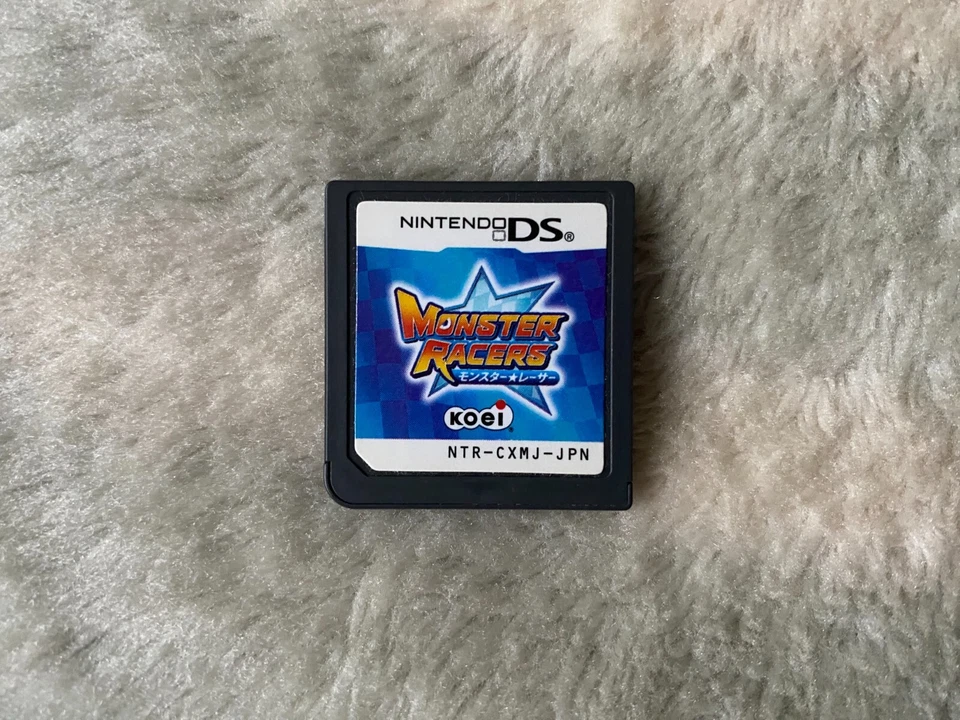 NINTENDO DS®
MONSTER
RACERS
モンスター★レーサー
KOEI®
NTR-CXMJ-JPN